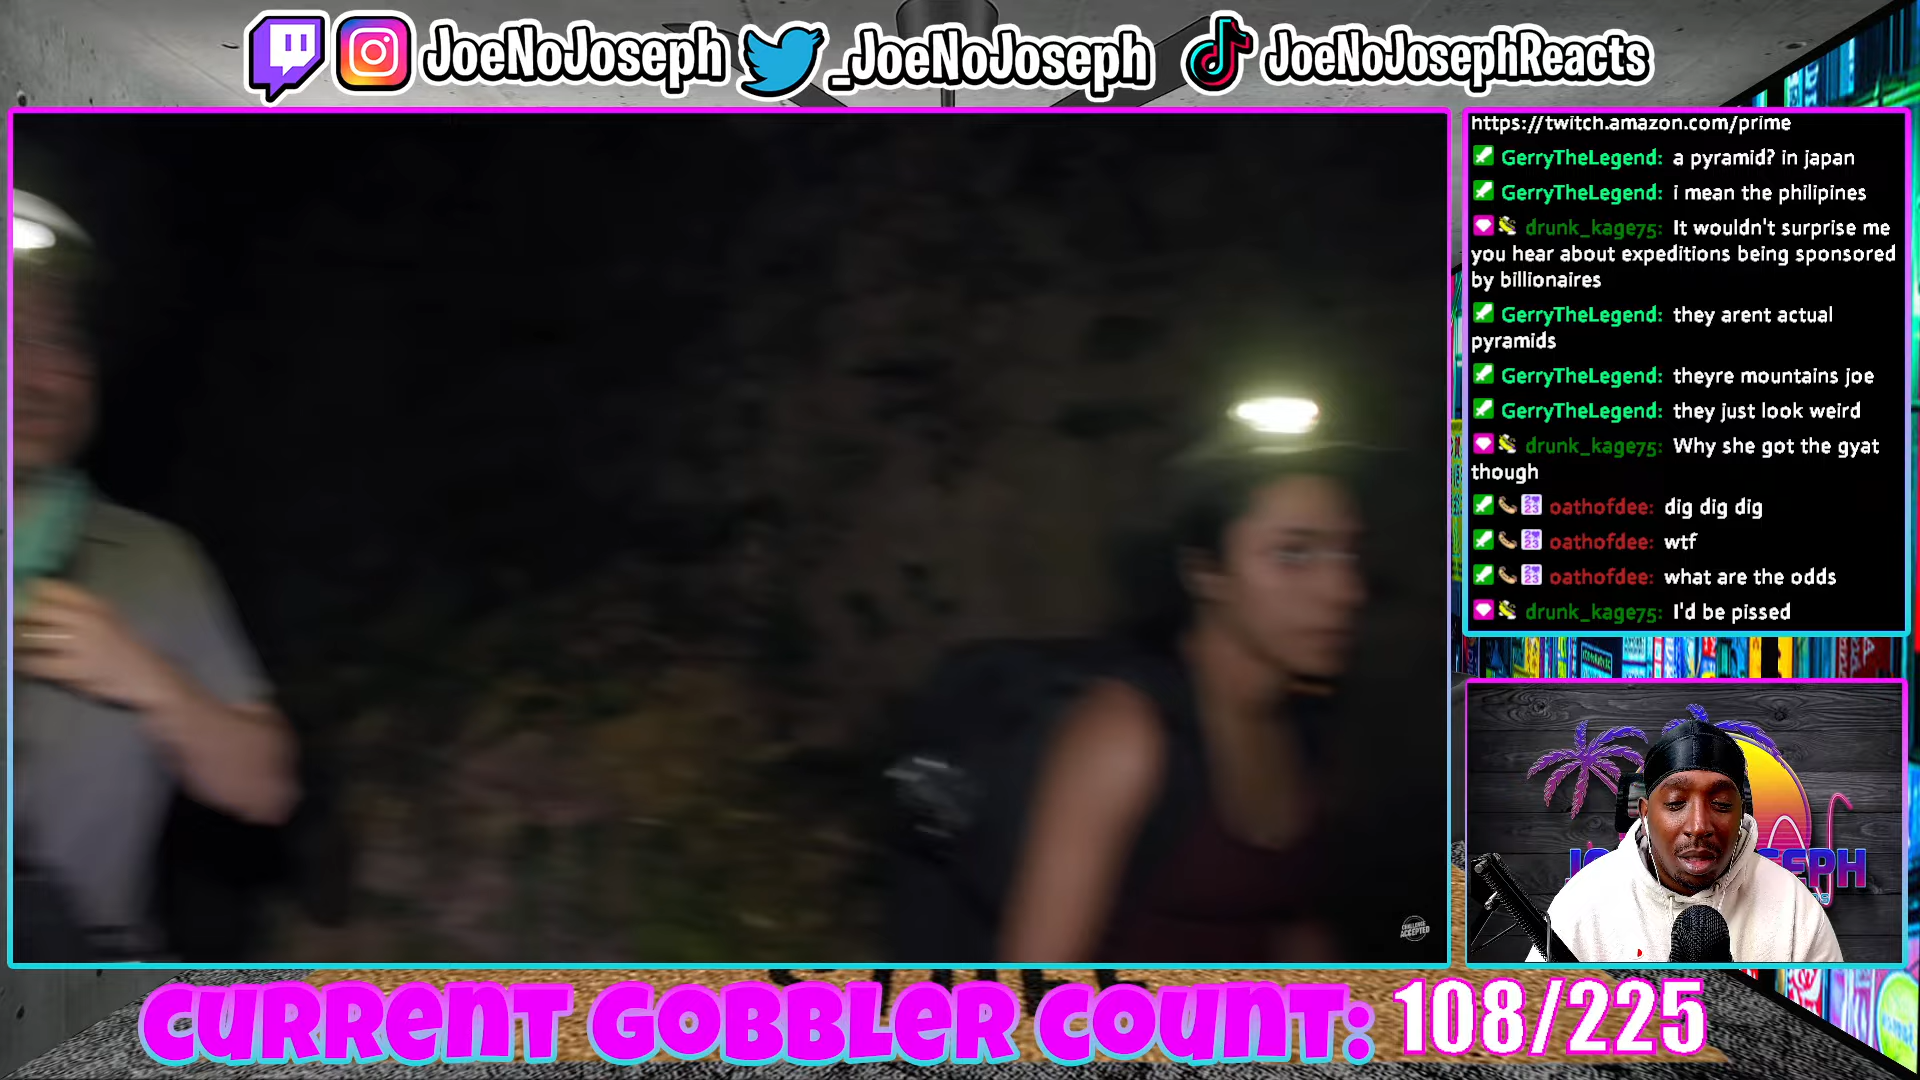 JoeNoJoseph _JoeNoJoseph JoeNoJosephReacts
https://twitch.amazon.com/prime
GerryTheLegend: a pyramid? in japan
GerryTheLegend: i mean the philipines
drunk_kage75: It wouldn't surprise me
you hear about expeditions being sponsored
by billionaires
GerryTheLegend: they arent actual
pyramids
GerryTheLegend: theyre mountains joe
GerryTheLegend: they just look weird
drunk_kage75: Why she got the gyat
though
oathofdee: dig dig dig
oathofdee: wtf
oathofdee: what are the odds
drunk_kage75: I'd be pissed
CHALLENGE
ACCEPTED
CURRENT GOBBLER COUNT: 108/225